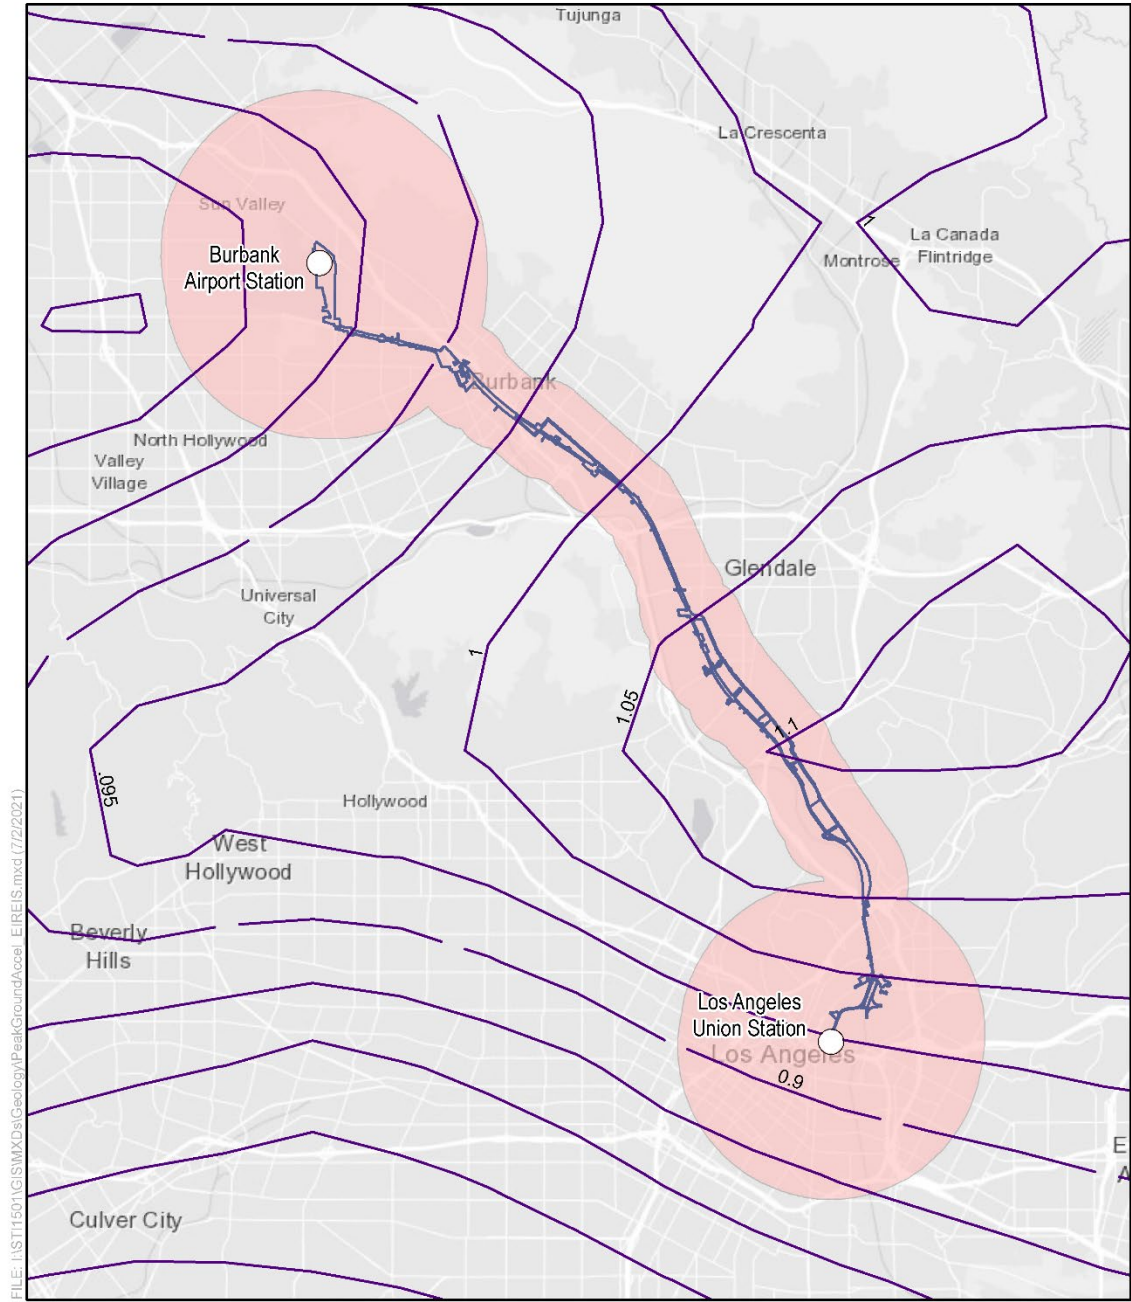 Tujunga
La Crescenta
Sun Valley
1
La Canada
Flintridge
Burbank
Airport Station
Montrose
Burbank
North Hollywood
Valley
Village
Glendale
Universal
City
1
1.05
1.1
.095
Hollywood
West
Hollywood
Beverly
Hills
Los Angeles
Union Station
Los Angeles
0.9
E
A
Culver City
FILE: I:\STI1501\GIS\MXDs\Geology\PeakGroundAccel_EIREIS.mxd (7/2/2021)